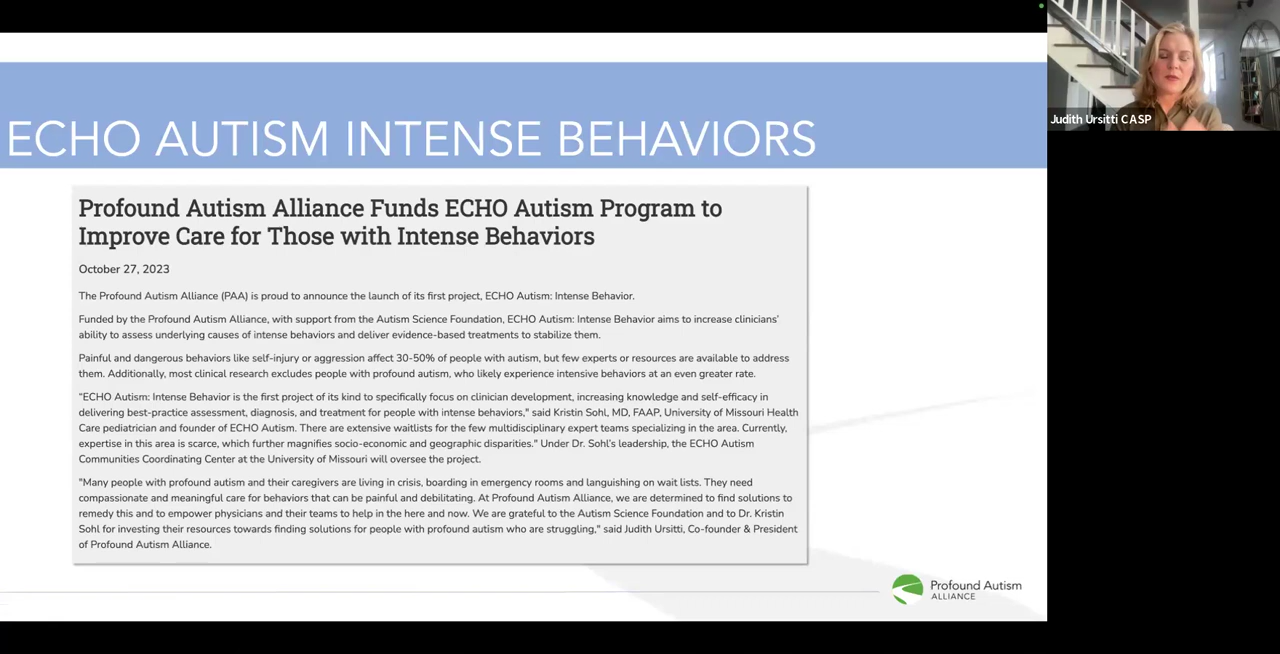 ECHO AUTISM INTENSE BEHAVIORS
Judith Ursitti CASP
Profound Autism Alliance Funds ECHO Autism Program to
Improve Care for Those with Intense Behaviors
October 27, 2023
The Profound Autism Alliance (PAA) is proud to announce the launch of its first project, ECHO Autism: Intense Behavior.
Funded by the Profound Autism Alliance, with support from the Autism Science Foundation, ECHO Autism: Intense Behavior aims to increase clinicians'
ability to assess underlying causes of intense behaviors and deliver evidence-based treatments to stabilize them.
Painful and dangerous behaviors like self-injury or aggression affect 30-50% of people with autism, but few experts or resources are available to address
them. Additionally, most clinical research excludes people with profound autism, who likely experience intensive behaviors at an even greater rate.
"ECHO Autism: Intense Behavior is the first project of its kind to specifically focus on clinician development, increasing knowledge and self-efficacy in
delivering best-practice assessment, diagnosis, and treatment for people with intense behaviors," said Kristin Sohl, MD, FAAP, University of Missouri Health
Care pediatrician and founder of ECHO Autism. There are extensive waitlists for the few multidisciplinary expert teams specializing in the area. Currently,
expertise in this area is scarce, which further magnifies socio-economic and geographic disparities." Under Dr. Sohl's leadership, the ECHO Autism
Communities Coordinating Center at the University of Missouri will oversee the project.
"Many people with profound autism and their caregivers are living in crisis, boarding in emergency rooms and languishing on wait lists. They need
compassionate and meaningful care for behaviors that can be painful and debilitating. At Profound Autism Alliance, we are determined to find solutions to
remedy this and to empower physicians and their teams to help in the here and now. We are grateful to the Autism Science Foundation and to Dr. Kristin
Sohl for investing their resources towards finding solutions for people with profound autism who are struggling," said Judith Ursitti, Co-founder & President
of Profound Autism Alliance.
Profound Autism
ALLIANCE